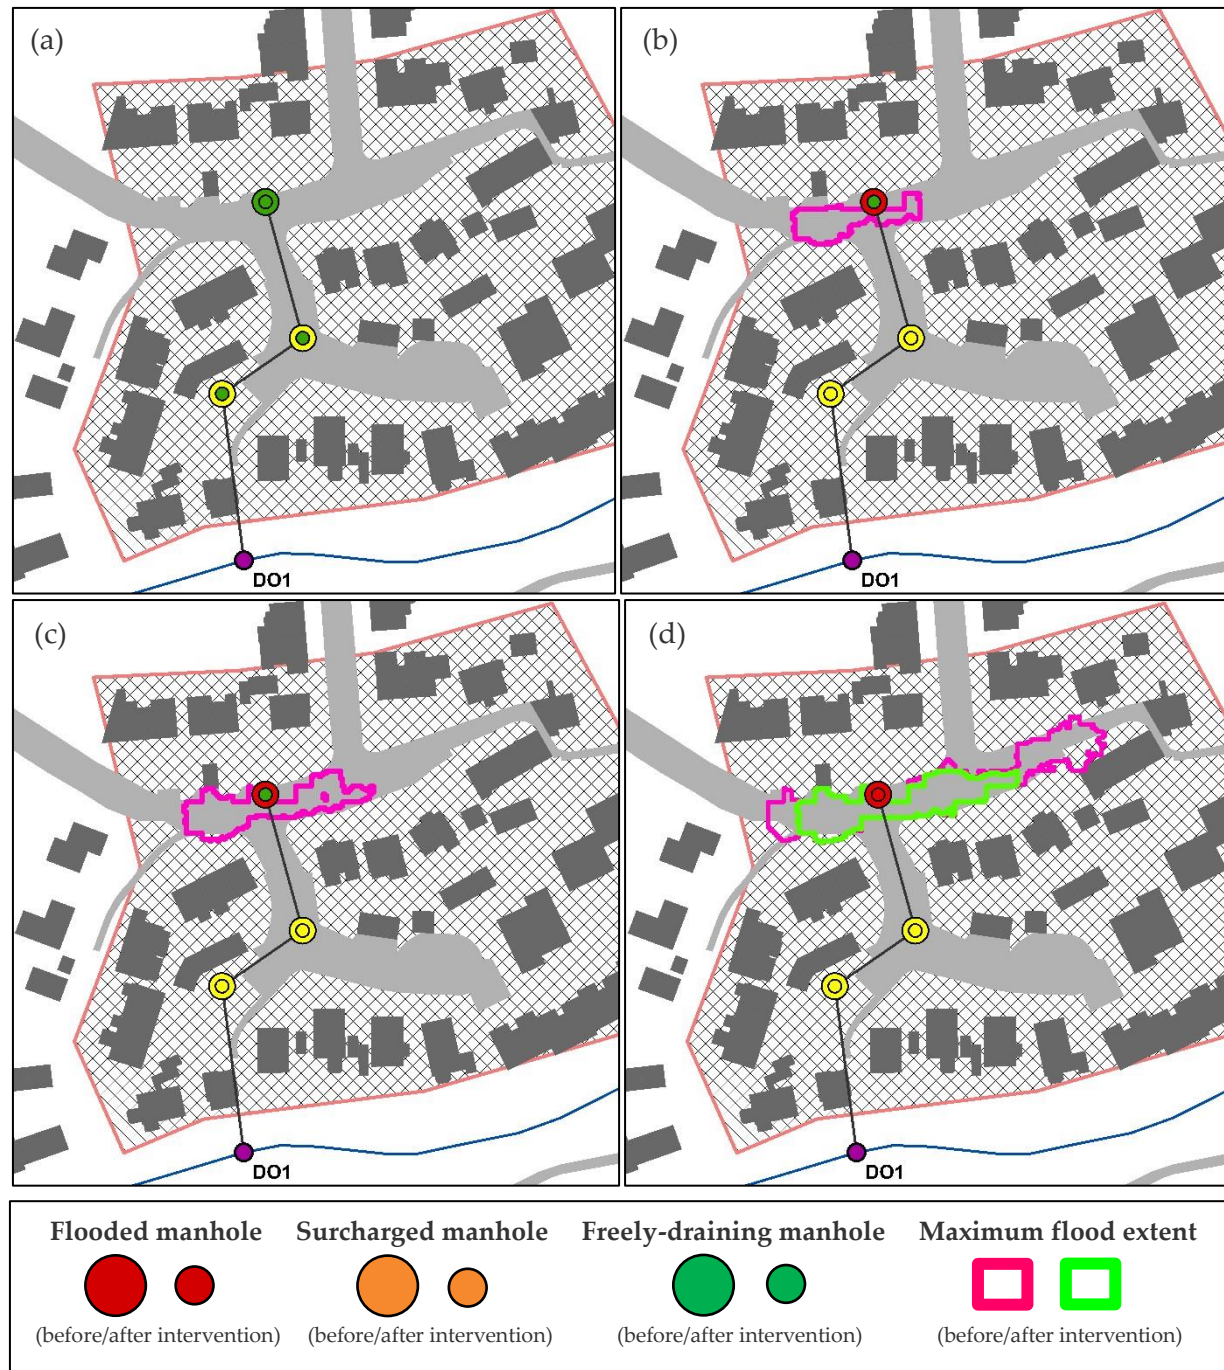 (a)
(b)
DO1
DO1
(c)
(d)
DO1
DO1
Flooded manhole
Surcharged manhole
Freely-draining manhole
Maximum flood extent
(before/after intervention)
(before/after intervention)
(before/after intervention)
(before/after intervention)